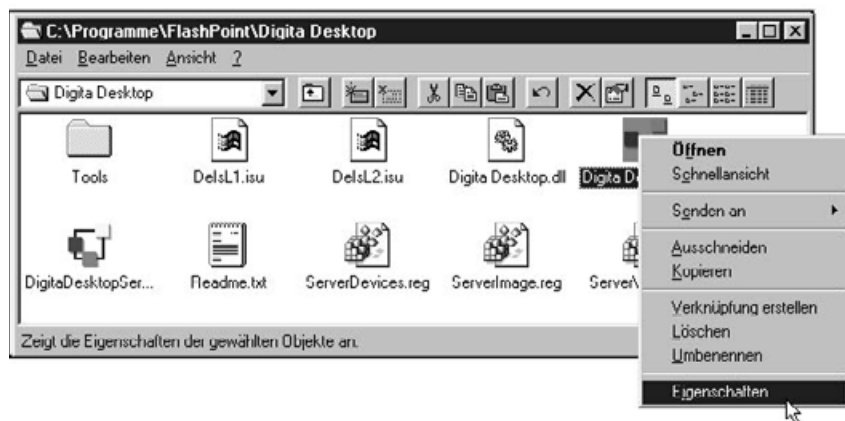 C:\Programme\FlashPoint\Digita Desktop
Datei Bearbeiten Ansicht ?
Digita Desktop
Tools DelsL1.isu DelsL2.isu Digita Desktop.dll Digita D
DigitaDesktopSer... Readme.txt ServerDevices.reg ServerImage.reg Server
Zeigt die Eigenschaften der gewählten Objekte an.
Öffnen
Schnellansicht
Senden an
Ausschneiden
Kopieren
Verknüpfung erstellen
Löschen
Umbenennen
Eigenschaften